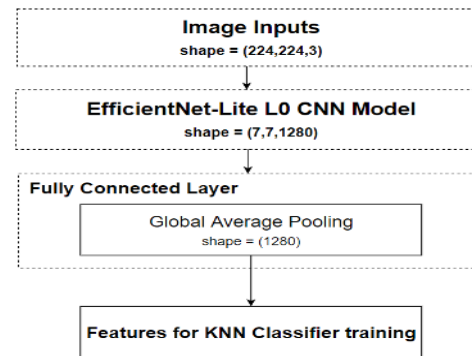 Image Inputs
shape = (224,224,3)
EfficientNet-Lite L0 CNN Model
shape = (7,7,1280)
Fully Connected Layer
Global Average Pooling
shape = (1280)
Features for KNN Classifier training